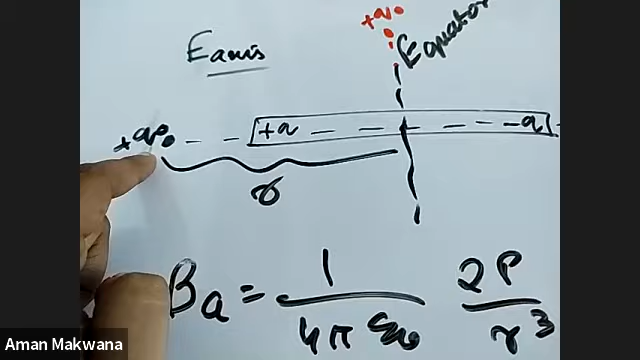 +q₀
Equator
Eaxis
+q₀ +q -q
r
Ba = 1/4πε₀ 2P/r³
Aman Makwana